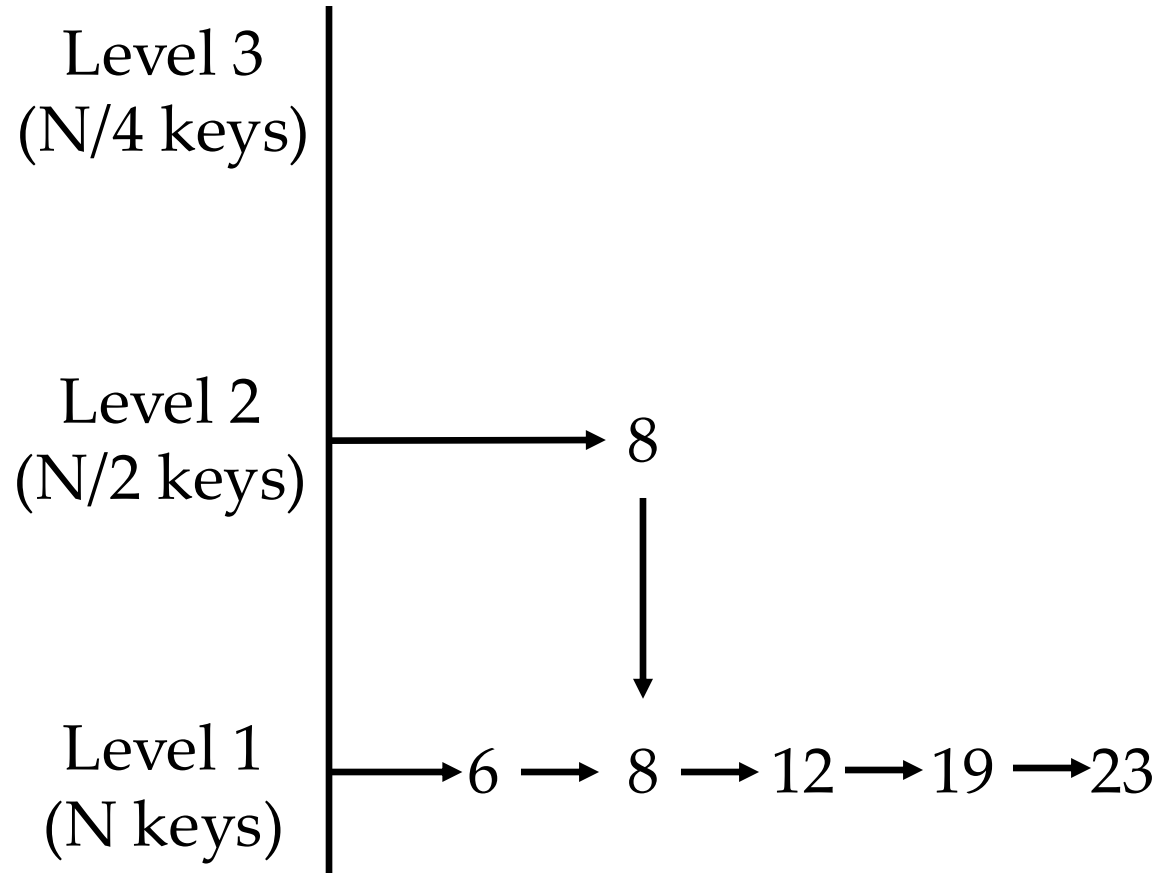 Level 3
(N/4 keys)
Level 2
(N/2 keys)
8
Level 1
(N keys)
6 8 12 19 23